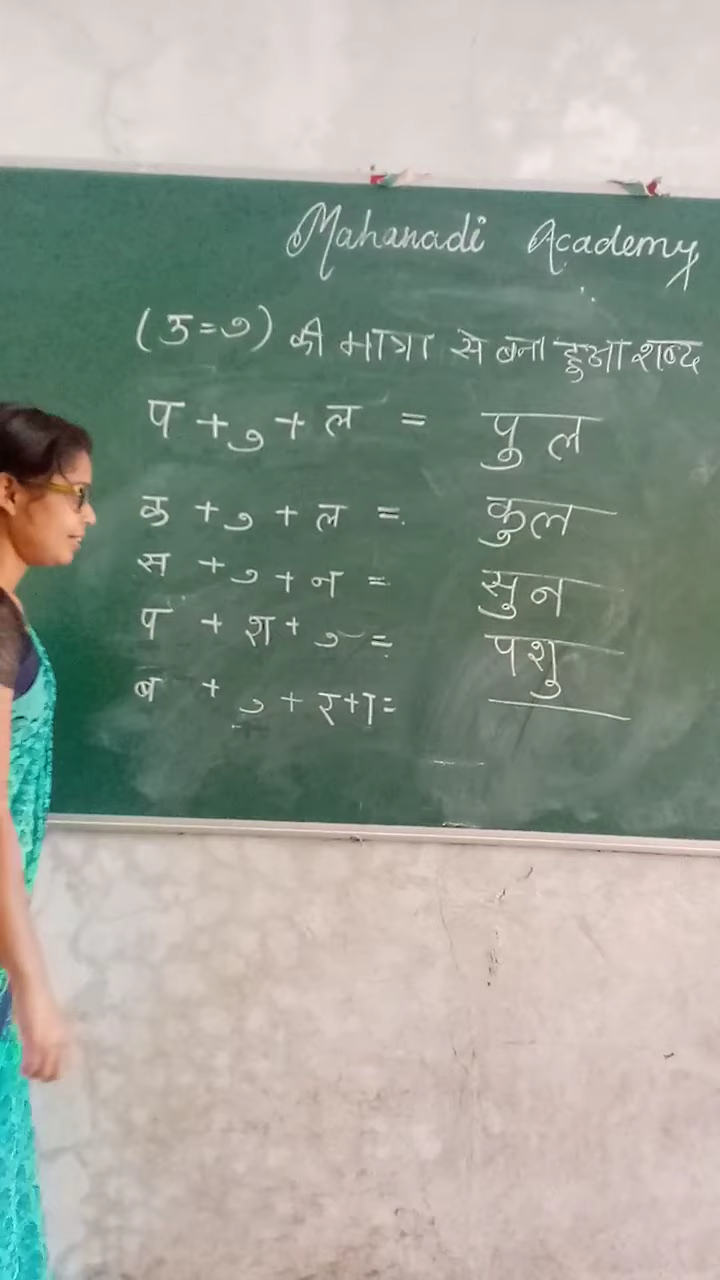 Mahanadi Academy
(उ=ु) की मात्रा से बना हुआ शब्द
प + ु + ल = पुल
क + ु + ल = कुल
स + ु + न = सुन
प + श + ु = पशु
ब + ु + र + ा =